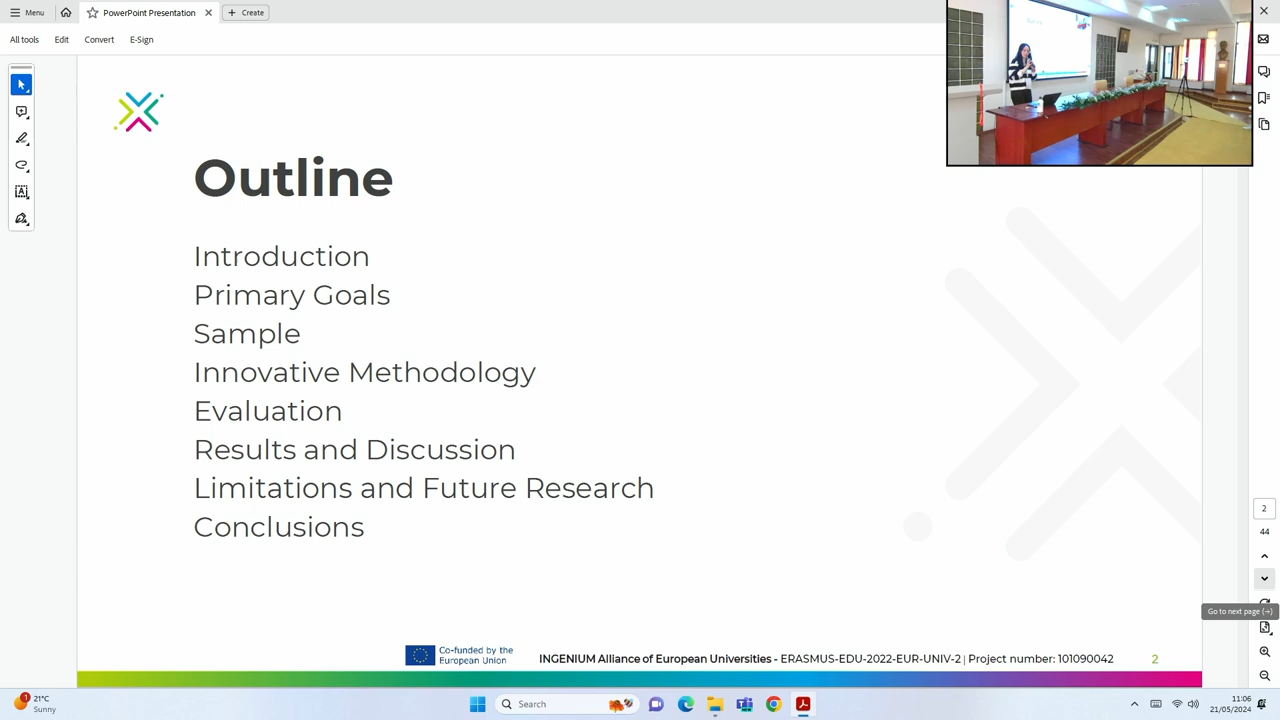 Menu
PowerPoint Presentation
Create
All tools
Edit
Convert
E-Sign
Outline
Introduction
Primary Goals
Sample
Innovative Methodology
Evaluation
Results and Discussion
Limitations and Future Research
Conclusions
2
44
Go to next page (→)
Co-funded by the
European Union
INGENIUM Alliance of European Universities - ERASMUS-EDU-2022-EUR-UNIV-2 | Project number: 101090042
2
1
21°C
Sunny
Search
11:06
21/05/2024